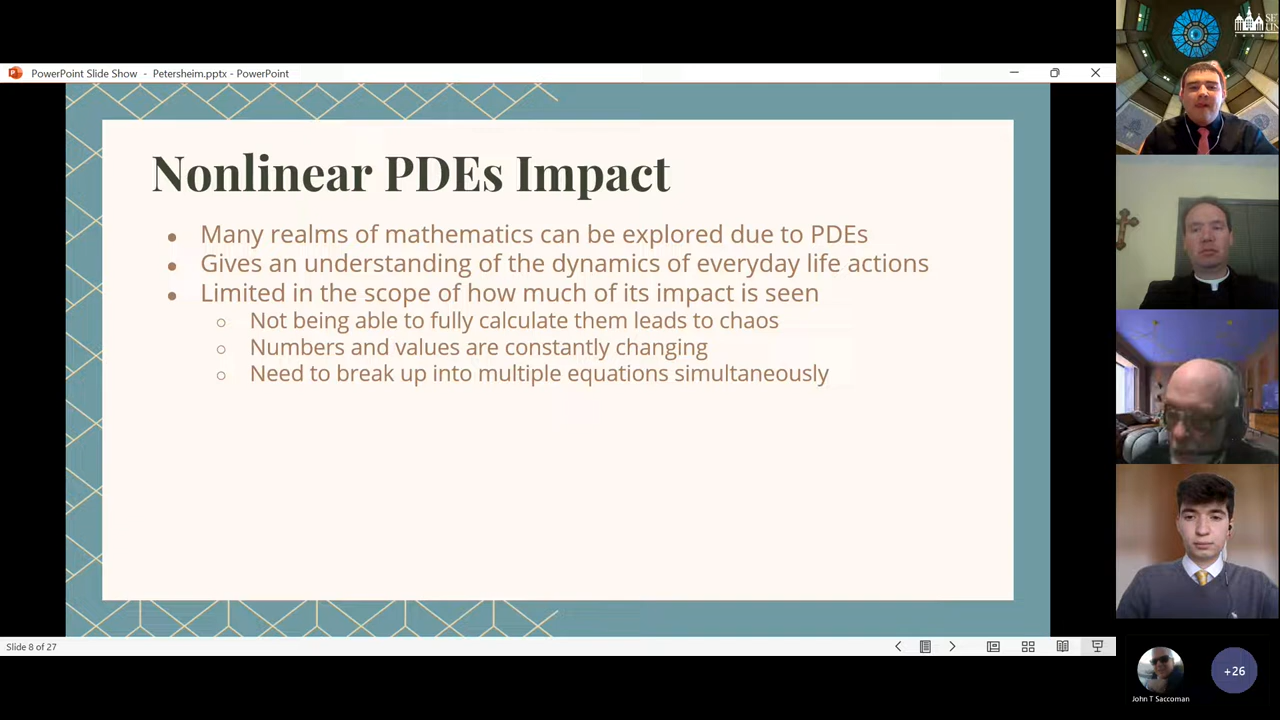 PowerPoint Slide Show - Petersheim.pptx - PowerPoint
Nonlinear PDEs Impact
● Many realms of mathematics can be explored due to PDEs
● Gives an understanding of the dynamics of everyday life actions
● Limited in the scope of how much of its impact is seen
○ Not being able to fully calculate them leads to chaos
○ Numbers and values are constantly changing
○ Need to break up into multiple equations simultaneously
Slide 8 of 27
SE
UN
John T Saccoman
+26